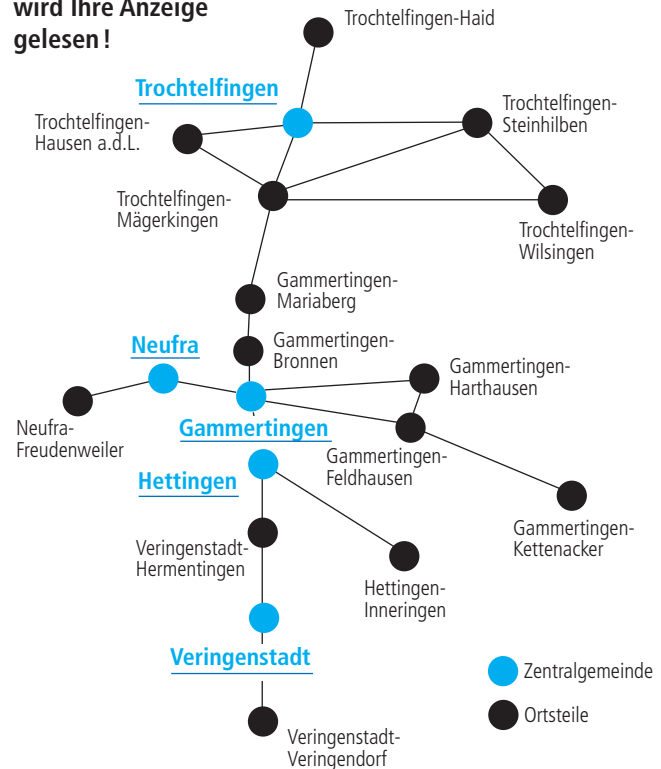 wird Ihre Anzeige
gelesen !
Trochtelfingen-Haid
Trochtelfingen
Trochtelfingen-
Steinhilben
Trochtelfingen-
Hausen a.d.L.
Trochtelfingen-
Mägerkingen
Trochtelfingen-
Wilsingen
Gammertingen-
Mariaberg
Gammertingen-
Bronnen
Neufra
Gammertingen-
Harthausen
Neufra-
Freudenweiler
Gammertingen
Gammertingen-
Feldhausen
Hettingen
Gammertingen-
Kettenacker
Veringenstadt-
Hermentingen
Hettingen-
Inneringen
Veringenstadt
Zentralgemeinde
Ortsteile
Veringenstadt-
Veringendorf